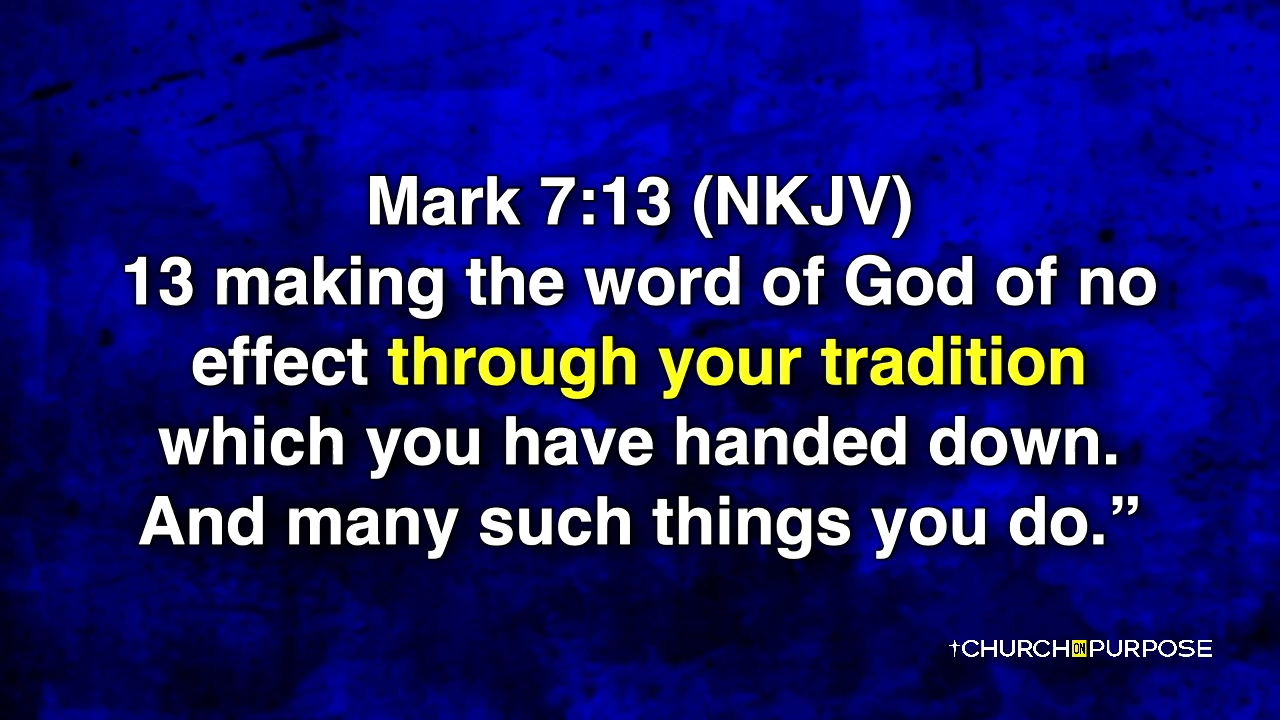 Mark 7:13 (NKJV)
13 making the word of God of no
effect through your tradition
which you have handed down.
And many such things you do.”
CHURCH ON PURPOSE